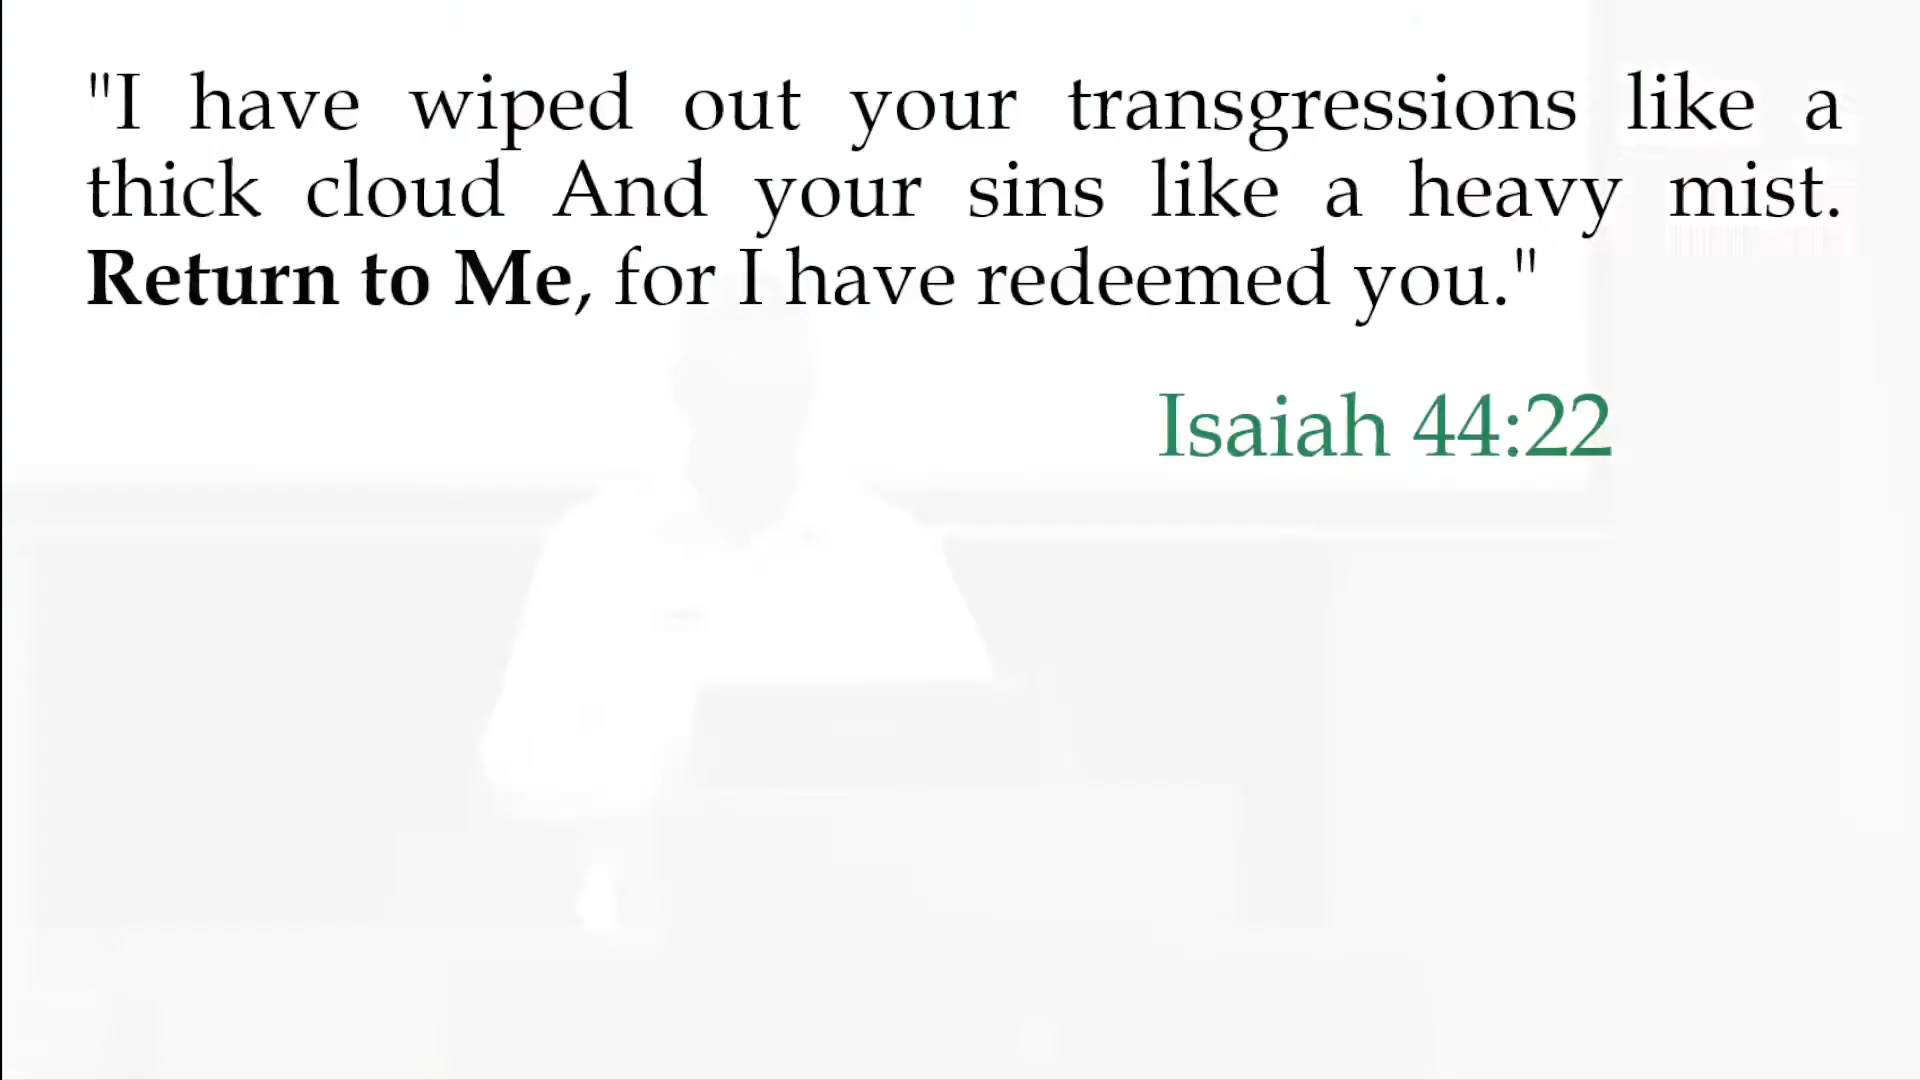 "I have wiped out your transgressions like a
thick cloud And your sins like a heavy mist.
Return to Me, for I have redeemed you."
Isaiah 44:22